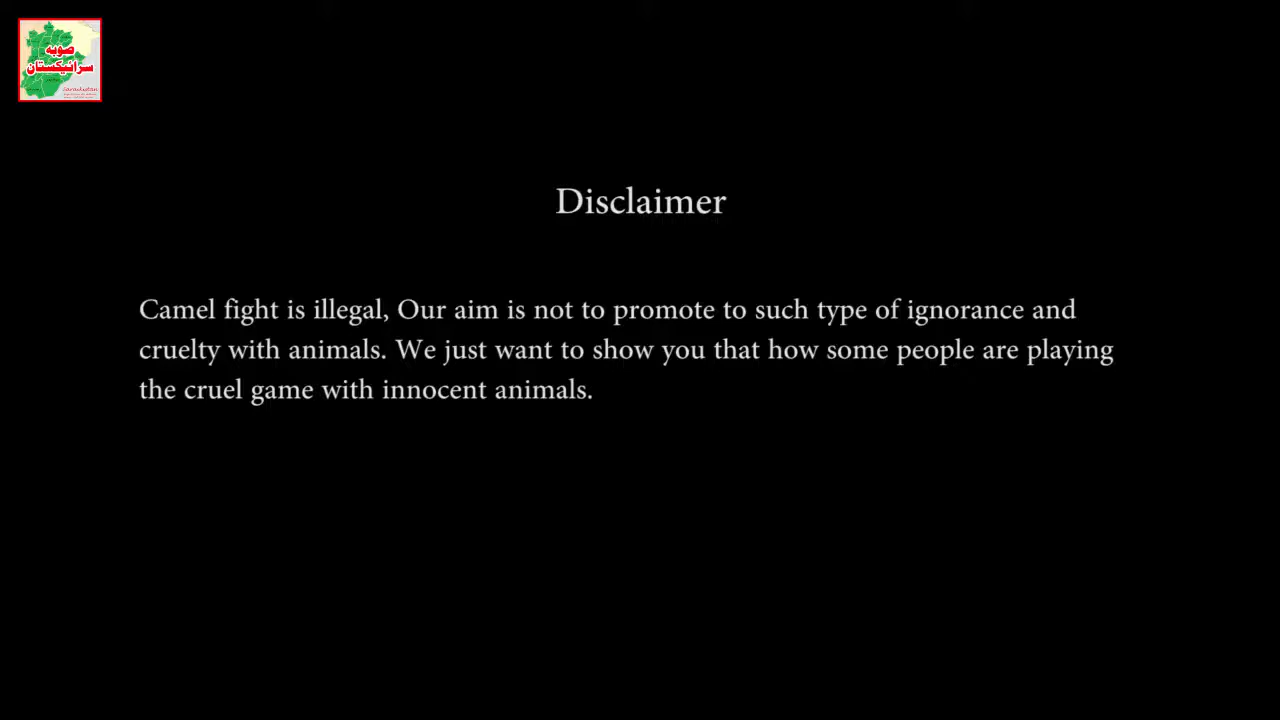 صوبہ
سرائیکستان
Disclaimer
Camel fight is illegal, Our aim is not to promote to such type of ignorance and
cruelty with animals. We just want to show you that how some people are playing
the cruel game with innocent animals.